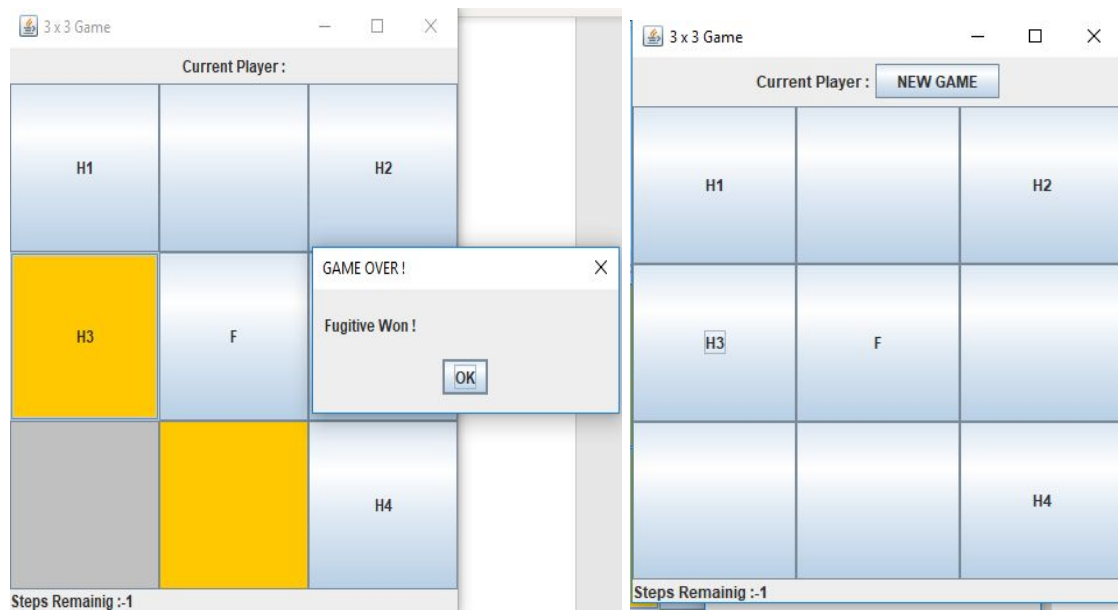 3 x 3 Game
Current Player :
H1
H2
GAME OVER !
Fugitive Won !
OK
H3
F
H4
Steps Remainig :-1
3 x 3 Game
Current Player :
NEW GAME
H1
H2
H3
F
H4
Steps Remainig :-1